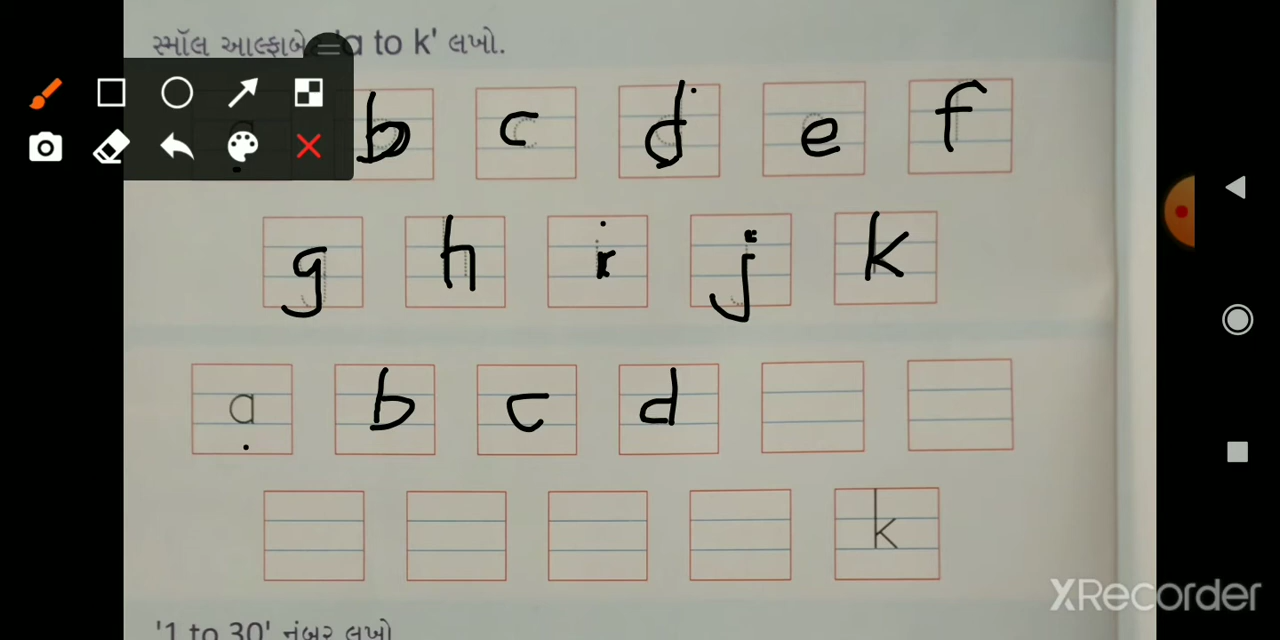 સ્મૉલ આલ્ફાબે 'a to k' લખો.
a b c d e f
g h i j k
a b c d
k
'1 to 30' નંબર લખો
XRecorder